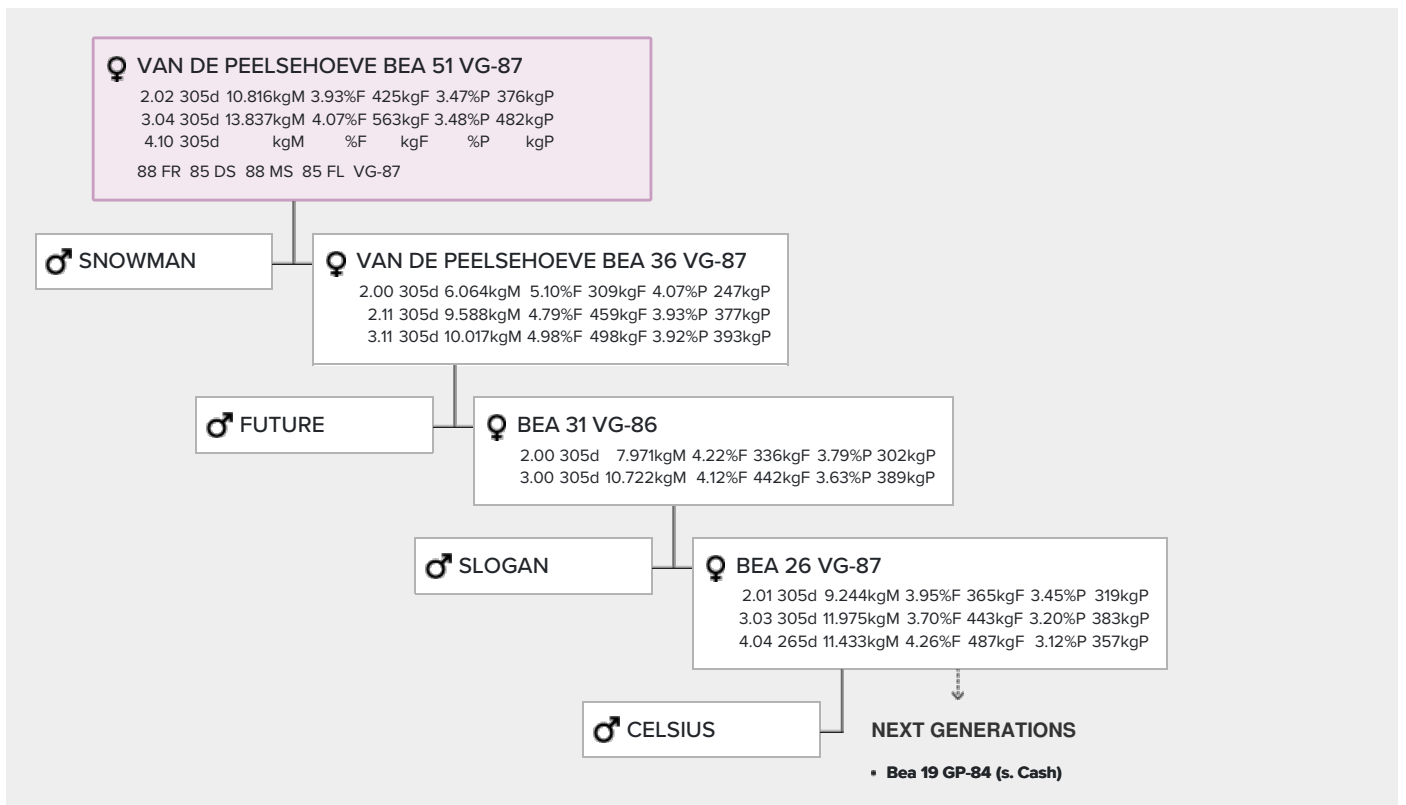 ♀ VAN DE PEELSEHOEVE BEA 51 VG-87
2.02 305d 10.816kgM 3.93%F 425kgF 3.47%P 376kgP
3.04 305d 13.837kgM 4.07%F 563kgF 3.48%P 482kgP
4.10 305d kgM %F kgF %P kgP
88 FR 85 DS 88 MS 85 FL VG-87
♂ SNOWMAN
♀ VAN DE PEELSEHOEVE BEA 36 VG-87
2.00 305d 6.064kgM 5.10%F 309kgF 4.07%P 247kgP
2.11 305d 9.588kgM 4.79%F 459kgF 3.93%P 377kgP
3.11 305d 10.017kgM 4.98%F 498kgF 3.92%P 393kgP
♂ FUTURE
♀ BEA 31 VG-86
2.00 305d 7.971kgM 4.22%F 336kgF 3.79%P 302kgP
3.00 305d 10.722kgM 4.12%F 442kgF 3.63%P 389kgP
♂ SLOGAN
♀ BEA 26 VG-87
2.01 305d 9.244kgM 3.95%F 365kgF 3.45%P 319kgP
3.03 305d 11.975kgM 3.70%F 443kgF 3.20%P 383kgP
4.04 265d 11.433kgM 4.26%F 487kgF 3.12%P 357kgP
♂ CELSIUS
NEXT GENERATIONS
• Bea 19 GP-84 (s. Cash)